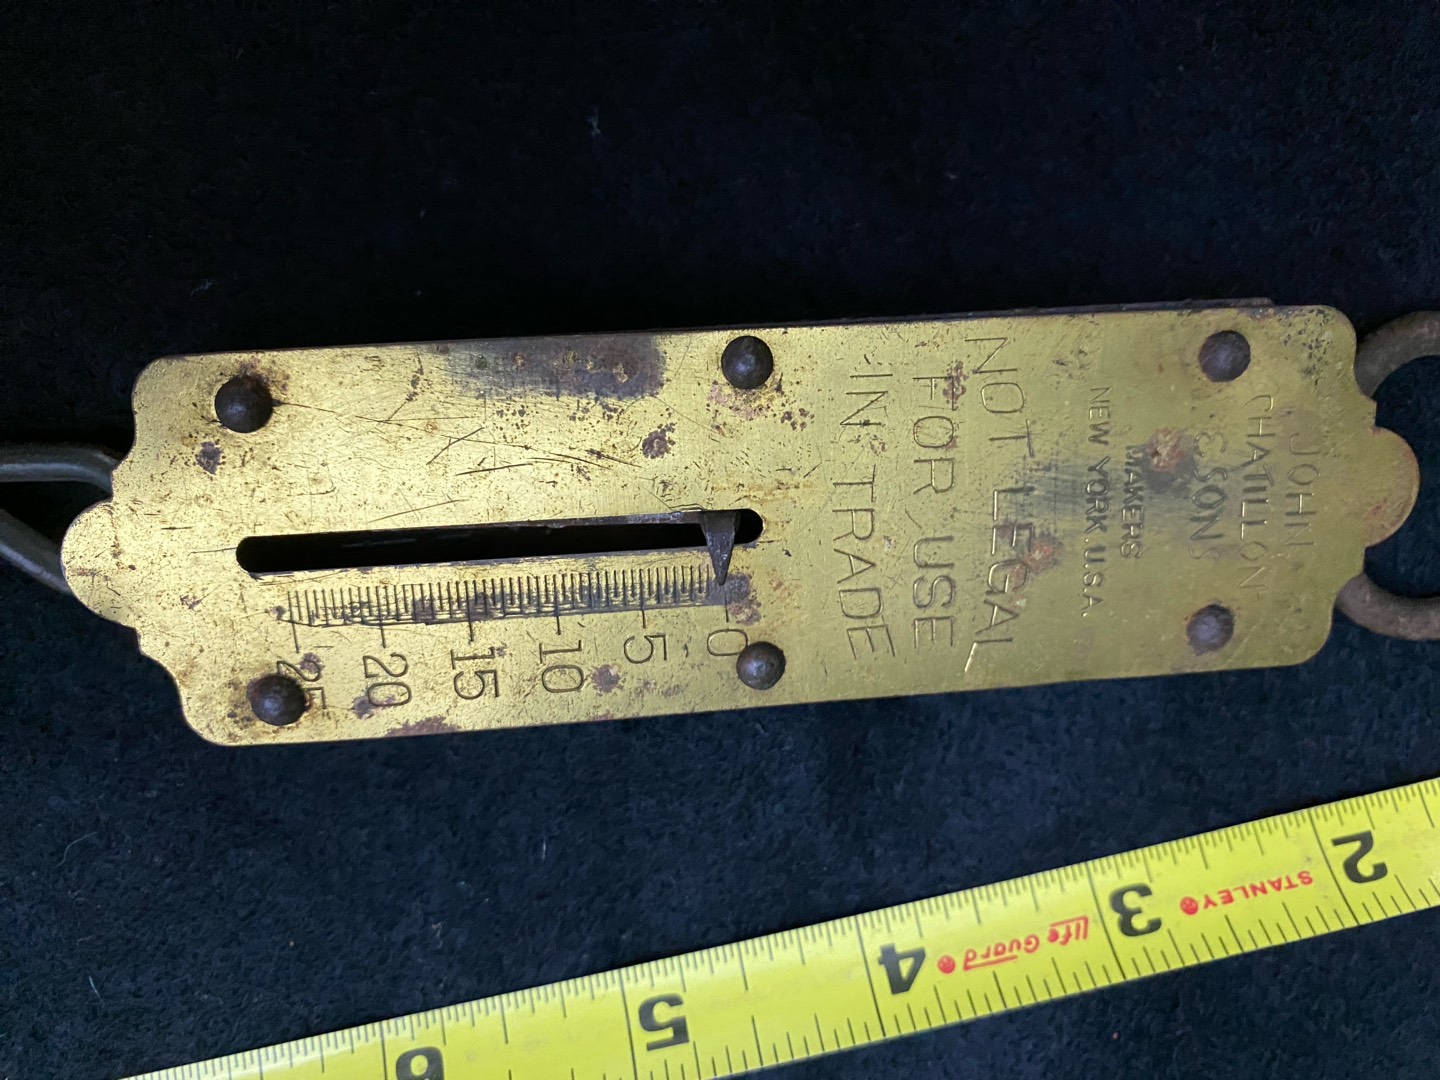 JOHN
CHATILLON
& SONS
MAKERS
NEW YORK, U.S.A.
NOT LEGAL
FOR USE
IN TRADE
0
5
10
15
20
25
2
STANLEY
3
life Guard
4
5
6